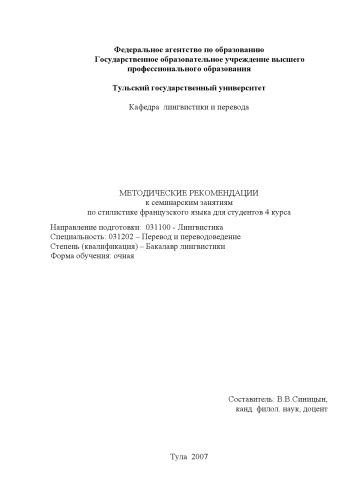 Федеральное агентство по образованию
Государственное образовательное учреждение высшего
профессионального образования
Тульский государственный университет
Кафедра лингвистики и перевода
МЕТОДИЧЕСКИЕ РЕКОМЕНДАЦИИ
к семинарским занятиям
по стилистике французского языка для студентов 4 курса
Направление подготовки: 031100 - Лингвистика
Специальность: 031202 – Перевод и переводоведение
Степень (квалификация) – Бакалавр лингвистики
Форма обучения: очная
Составитель: В.В.Синицын,
канд. филол. наук, доцент
Тула 2007